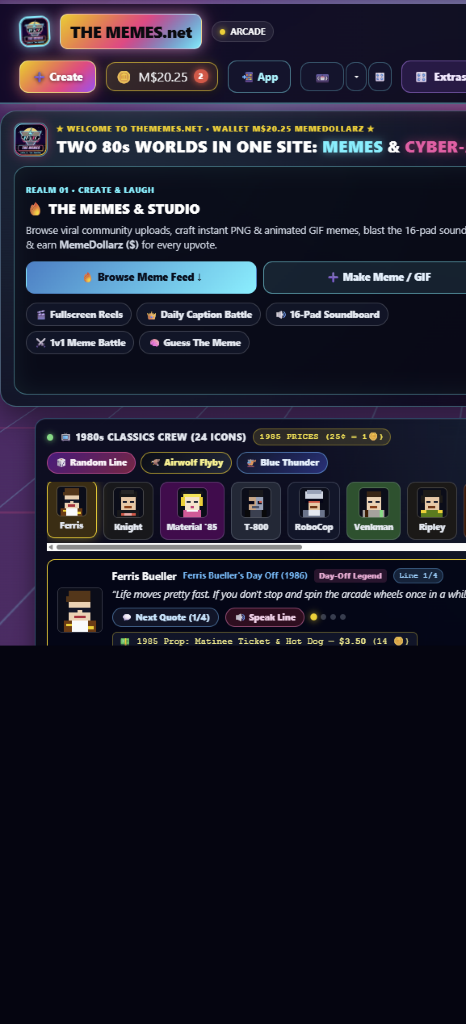 THE MEMES.net
ARCADE
Create
M$20.25
2
App
Extras
★ WELCOME TO THEMEMES.NET • WALLET M$20.25 MEMEDOLLARZ ★
TWO 80s WORLDS IN ONE SITE: MEMES & CYBER-
REALM 01 • CREATE & LAUGH
THE MEMES & STUDIO
Browse viral community uploads, craft instant PNG & animated GIF memes, blast the 16-pad sound
& earn MemeDollarz ($) for every upvote.
Browse Meme Feed ↓
Make Meme / GIF
Fullscreen Reels
Daily Caption Battle
16-Pad Soundboard
1v1 Meme Battle
Guess The Meme
1980s CLASSICS CREW (24 ICONS)
1985 PRICES (25¢ = 1🪙)
Random Line
Airwolf Flyby
Blue Thunder
Ferris
Knight
Material '85
T-800
RoboCop
Venkman
Ripley
Ferris Bueller
Ferris Bueller's Day Off (1986)
Day-Off Legend
Line 1/4
"Life moves pretty fast. If you don't stop and spin the arcade wheels once in a whil
Next Quote (1/4)
Speak Line
1985 Prop: Matinee Ticket & Hot Dog — $3.50 (14 🪙)